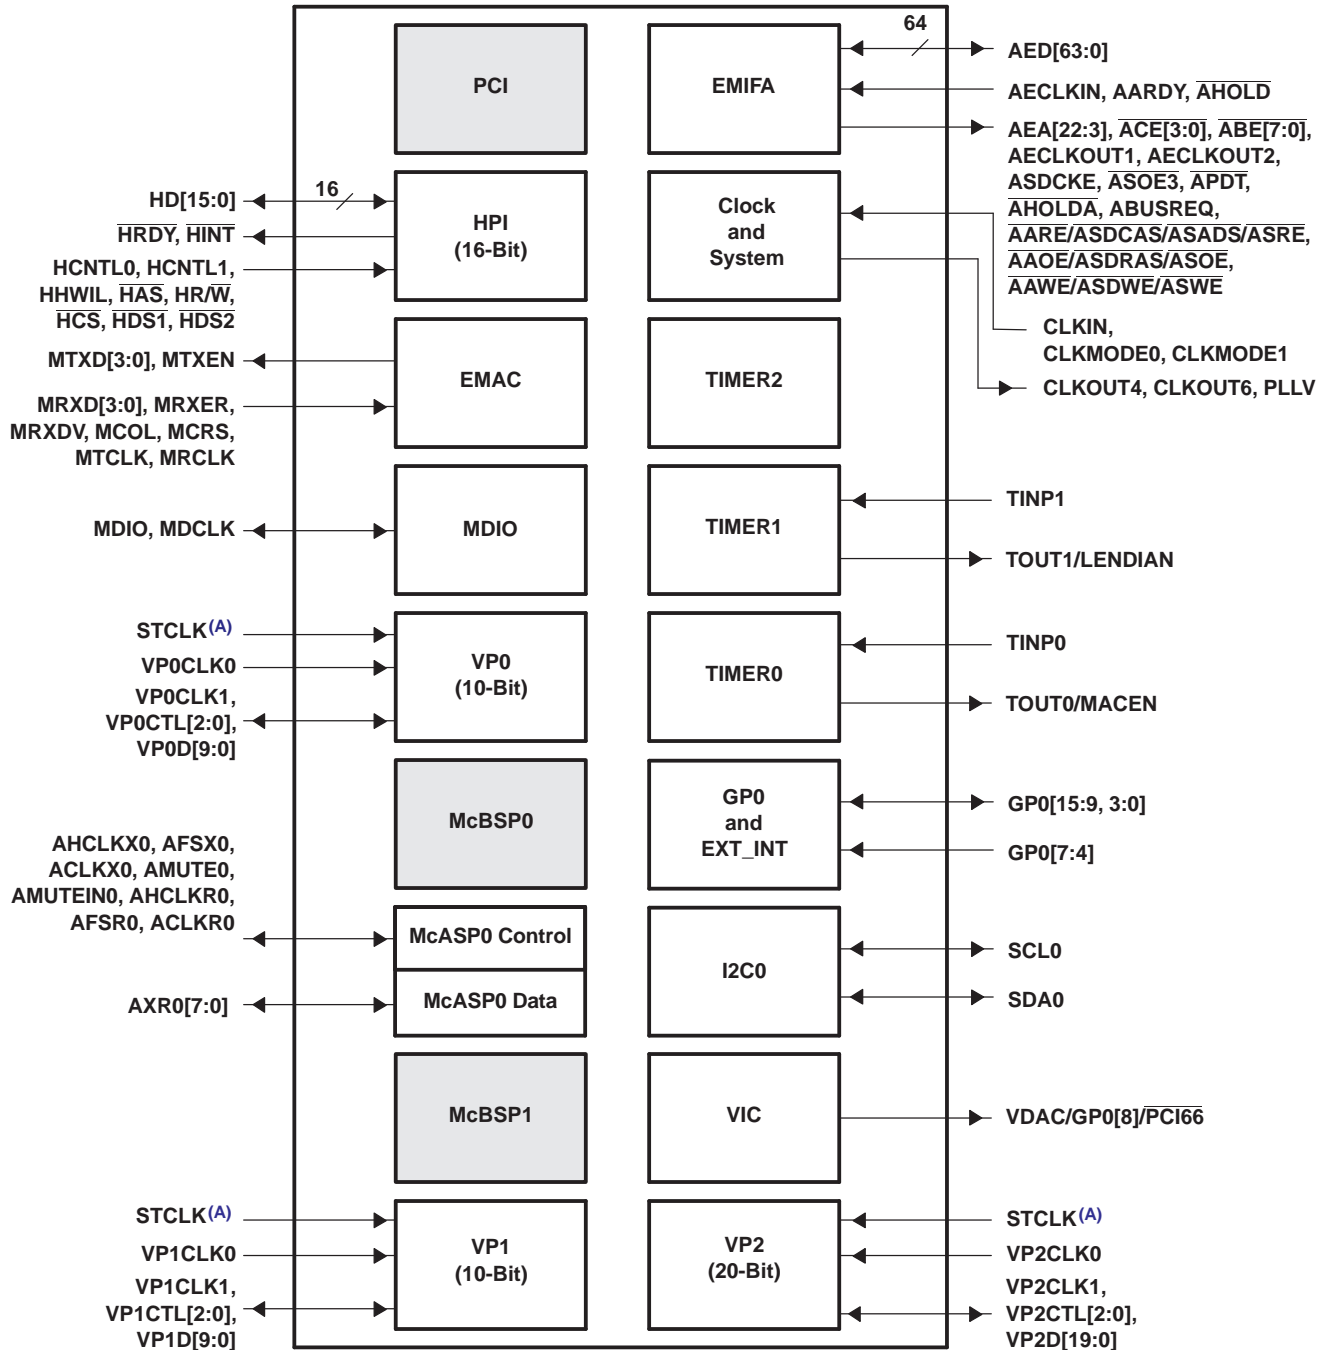 64
PCI
EMIFA
AED[63:0]
AECLKIN, AARDY, AHOLD
AEA[22:3], ACE[3:0], ABE[7:0],
AECLKOUT1, AECLKOUT2,
ASDCKE, ASOE3, APDT,
AHOLDA, ABUSREQ,
AARE/ASDCAS/ASADS/ASRE,
AAOE/ASDRAS/ASOE,
AAWE/ASDWE/ASWE
HD[15:0]
16
HRDY, HINT
HCNTL0, HCNTL1,
HHWIL, HAS, HR/W,
HCS, HDS1, HDS2
HPI
(16-Bit)
Clock
and
System
CLKIN,
CLKMODE0, CLKMODE1
CLKOUT4, CLKOUT6, PLLV
MTXD[3:0], MTXEN
MRXD[3:0], MRXER,
MRXDV, MCOL, MCRS,
MTCLK, MRCLK
EMAC
TIMER2
MDIO, MDCLK
MDIO
TIMER1
TINP1
TOUT1/LENDIAN
STCLK(A)
VP0CLK0
VP0CLK1,
VP0CTL[2:0],
VP0D[9:0]
VP0
(10-Bit)
TIMER0
TINP0
TOUT0/MACEN
McBSP0
GP0
and
EXT_INT
GP0[15:9, 3:0]
GP0[7:4]
AHCLKX0, AFSX0,
ACLKX0, AMUTE0,
AMUTEIN0, AHCLKR0,
AFSR0, ACLKR0
McASP0 Control
AXR0[7:0]
McASP0 Data
I2C0
SCL0
SDA0
McBSP1
VIC
VDAC/GP0[8]/PCI66
STCLK(A)
VP1CLK0
VP1CLK1,
VP1CTL[2:0],
VP1D[9:0]
VP1
(10-Bit)
VP2
(20-Bit)
STCLK(A)
VP2CLK0
VP2CLK1,
VP2CTL[2:0],
VP2D[19:0]